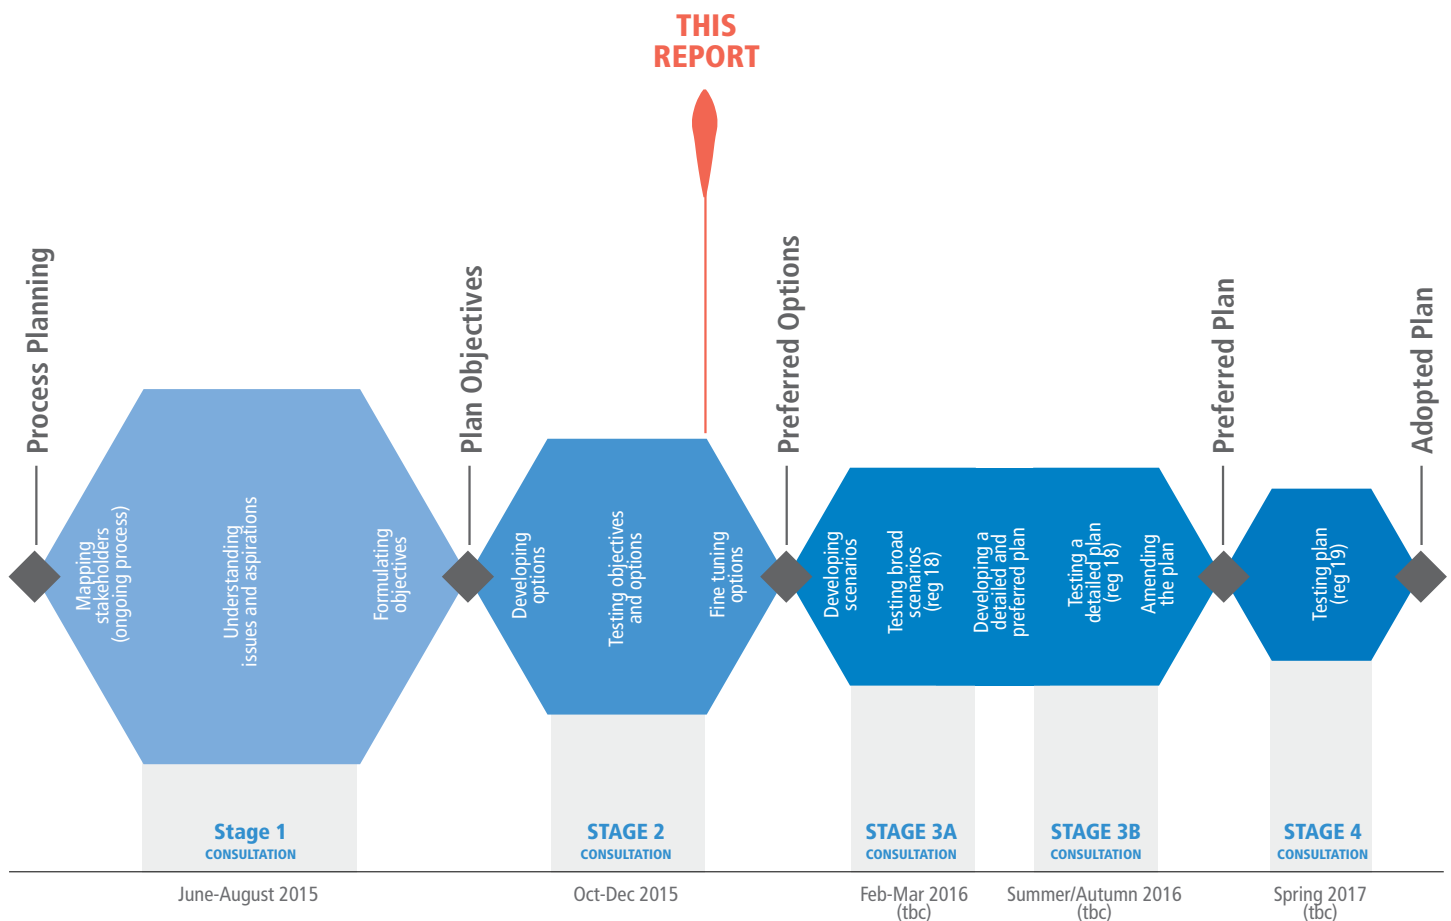 THIS
REPORT
Process Planning
Mapping
stakeholders
(ongoing process)
Understanding
issues and aspirations
Formulating
objectives
Plan Objectives
Developing
options
Testing objectives
and options
Fine tuning
options
Preferred Options
Developing
scenarios
Testing broad
scenarios
(reg 18)
Developing a
detailed and
preferred plan
Testing a
detailed plan
(reg 18)
Amending
the plan
Preferred Plan
Testing plan
(reg 19)
Adopted Plan
Stage 1
CONSULTATION
STAGE 2
CONSULTATION
STAGE 3A
CONSULTATION
STAGE 3B
CONSULTATION
STAGE 4
CONSULTATION
June-August 2015
Oct-Dec 2015
Feb-Mar 2016
(tbc)
Summer/Autumn 2016
(tbc)
Spring 2017
(tbc)